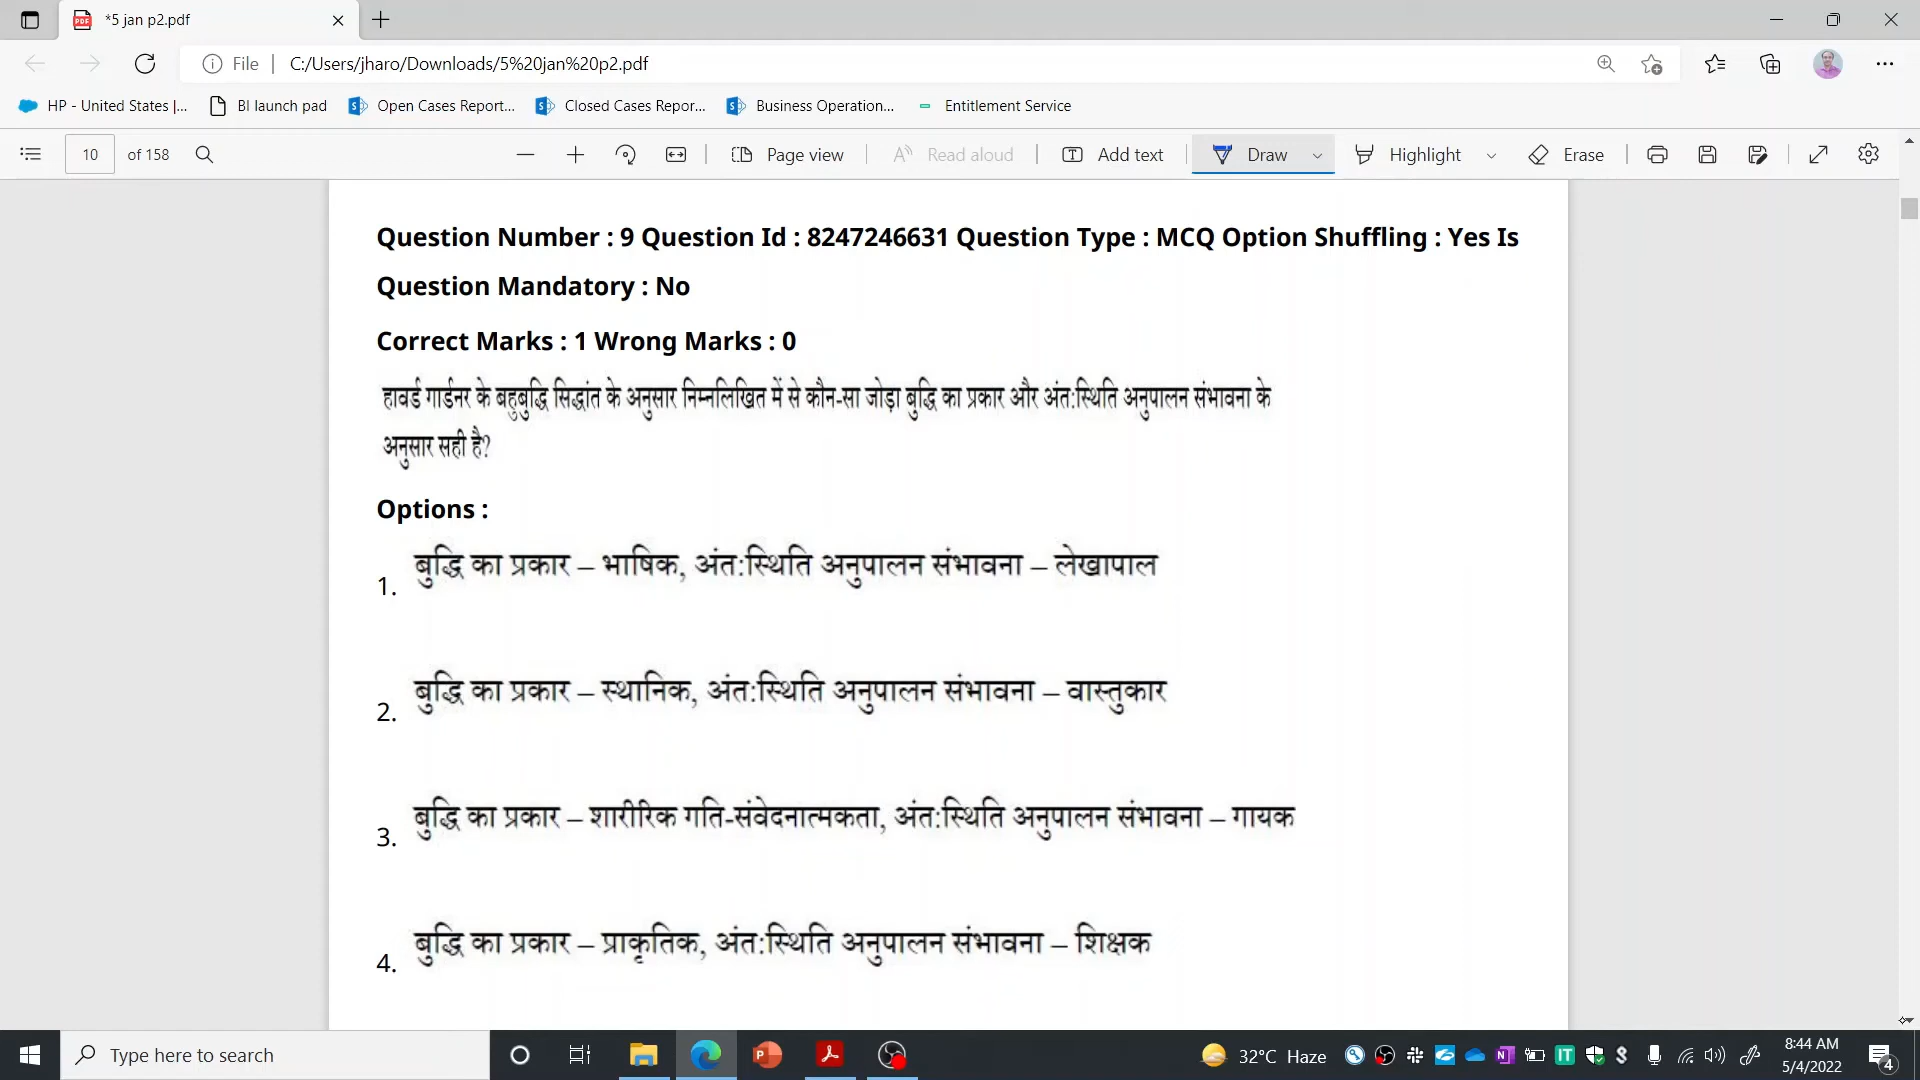 *5 jan p2.pdf
File
C:/Users/jharo/Downloads/5%20jan%20p2.pdf
HP - United States |...
BI launch pad
Open Cases Report...
Closed Cases Repor...
Business Operation...
Entitlement Service
10 of 158
Page view
Read aloud
Add text
Draw
Highlight
Erase
Question Number : 9 Question Id : 8247246631 Question Type : MCQ Option Shuffling : Yes Is
Question Mandatory : No
Correct Marks : 1 Wrong Marks : 0
हावर्ड गार्डनर के बहुबुद्धि सिद्धांत के अनुसार निम्नलिखित में से कौन-सा जोड़ा बुद्धि का प्रकार और अंत:स्थिति अनुपालन संभावना के
अनुसार सही है?
Options :
1. बुद्धि का प्रकार – भाषिक, अंत:स्थिति अनुपालन संभावना – लेखापाल
2. बुद्धि का प्रकार – स्थानिक, अंत:स्थिति अनुपालन संभावना – वास्तुकार
3. बुद्धि का प्रकार – शारीरिक गति-संवेदनात्मकता, अंत:स्थिति अनुपालन संभावना – गायक
4. बुद्धि का प्रकार – प्राकृतिक, अंत:स्थिति अनुपालन संभावना – शिक्षक
Type here to search
32°C Haze
8:44 AM
5/4/2022
4